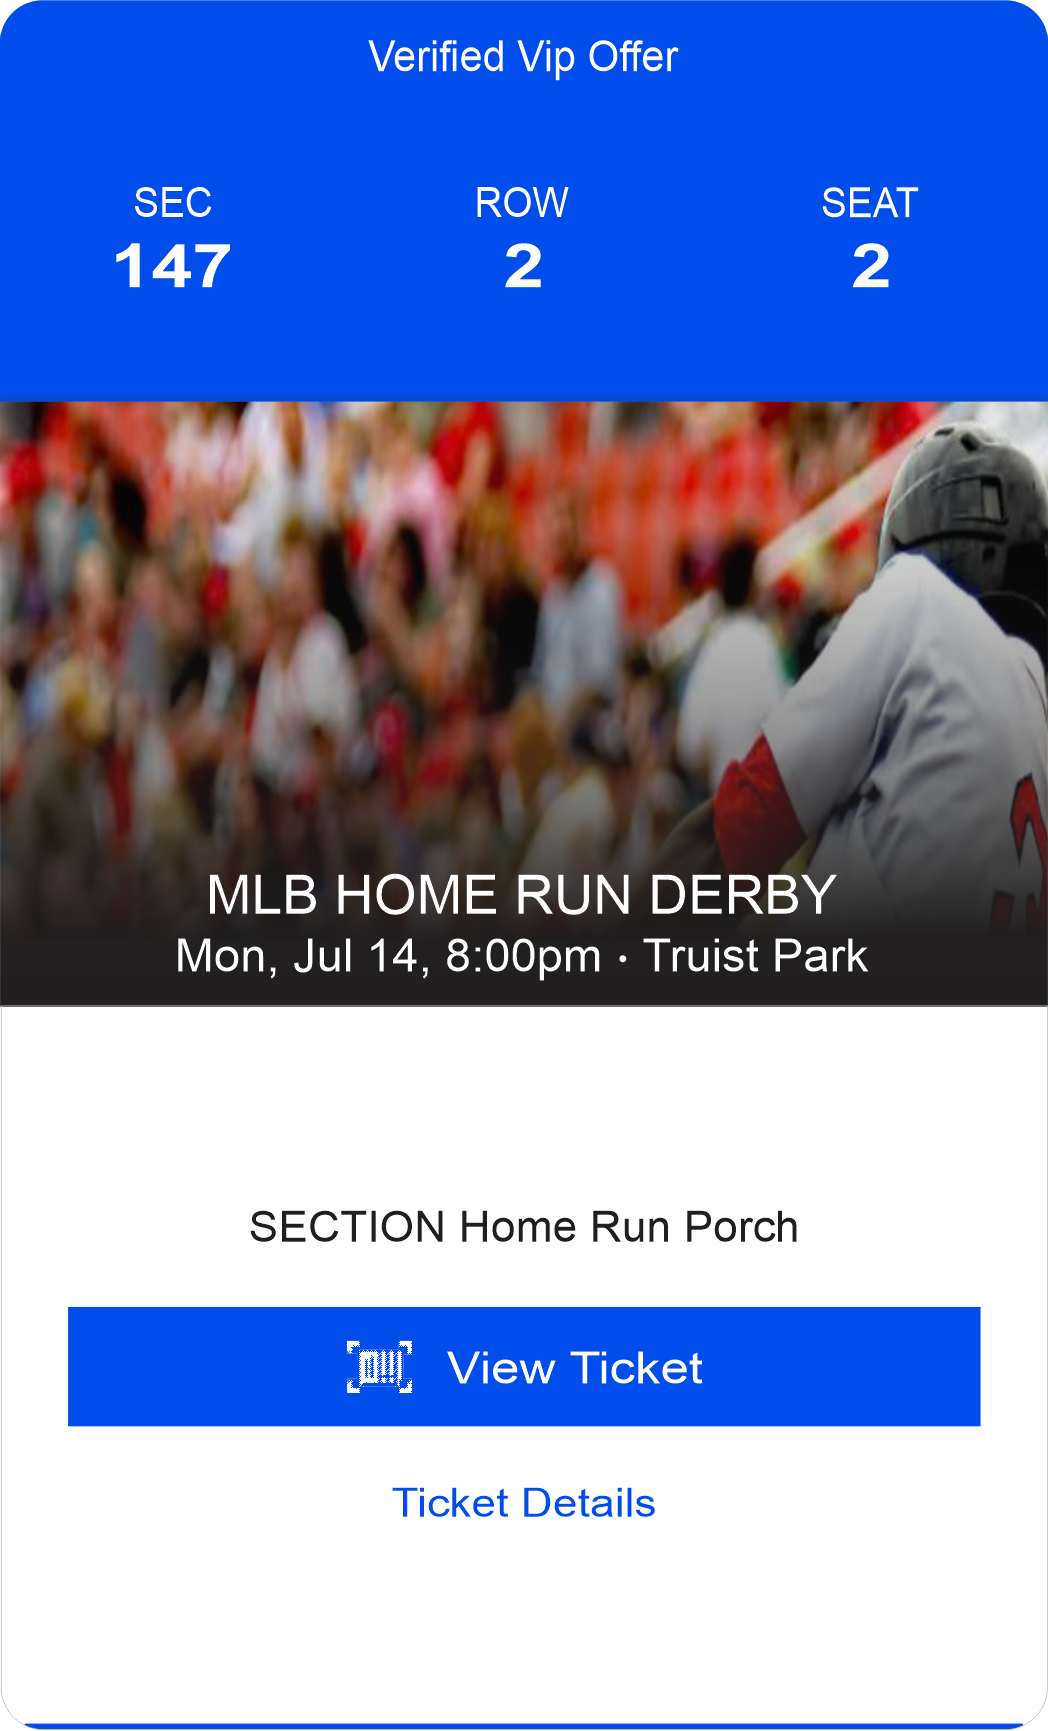 Verified Vip Offer
SEC ROW SEAT
147 2 2
MLB HOME RUN DERBY
Mon, Jul 14, 8:00pm · Truist Park
SECTION Home Run Porch
View Ticket
Ticket Details